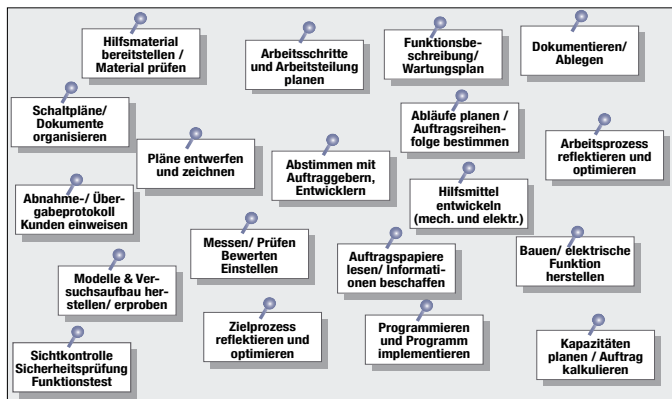 Hilfsmaterial
bereitstellen /
Material prüfen
Arbeitsschritte
und Arbeitsteilung
planen
Funktionsbe-
schreibung/
Wartungsplan
Dokumentieren/
Ablegen
Schaltpläne/
Dokumente
organisieren
Pläne entwerfen
und zeichnen
Abstimmen mit
Auftraggebern,
Entwicklern
Abläufe planen /
Auftragsreihen-
folge bestimmen
Arbeitsprozess
reflektieren und
optimieren
Abnahme-/ Über-
gabeprotokoll
Kunden einweisen
Hilfsmittel
entwickeln
(mech. und elektr.)
Messen/ Prüfen
Bewerten
Einstellen
Auftragspapiere
lesen/ Informati-
onen beschaffen
Bauen/ elektrische
Funktion
herstellen
Modelle & Ver-
suchsaufbau her-
stellen/ erproben
Zielprozess
reflektieren und
optimieren
Programmieren
und Programm
implementieren
Kapazitäten
planen / Auftrag
kalkulieren
Sichtkontrolle
Sicherheitsprüfung
Funktionstest